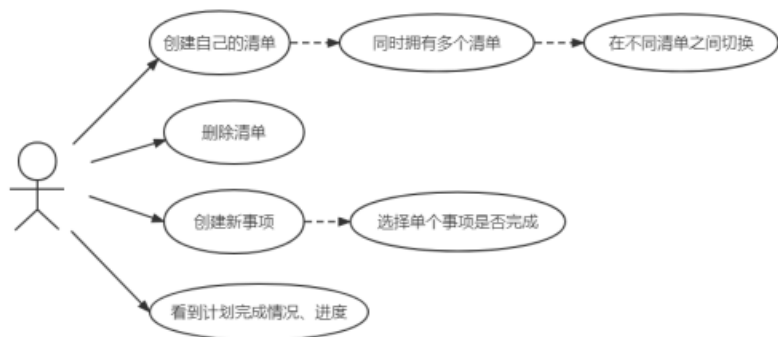 创建自己的清单
同时拥有多个清单
在不同清单之间切换
删除清单
创建新事项
选择单个事项是否完成
看到计划完成情况、进度